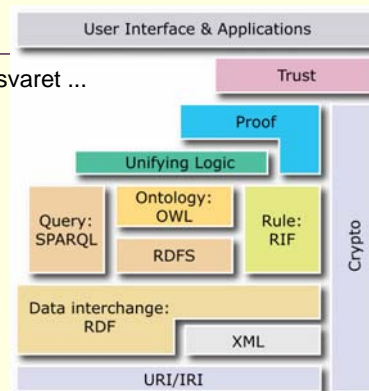 User Interface & Applications
svaret ...
Trust
Proof
Unifying Logic
Ontology:
OWL
Query:
SPARQL
Rule:
RIF
RDFS
Crypto
Data interchange:
RDF
XML
URI/IRI